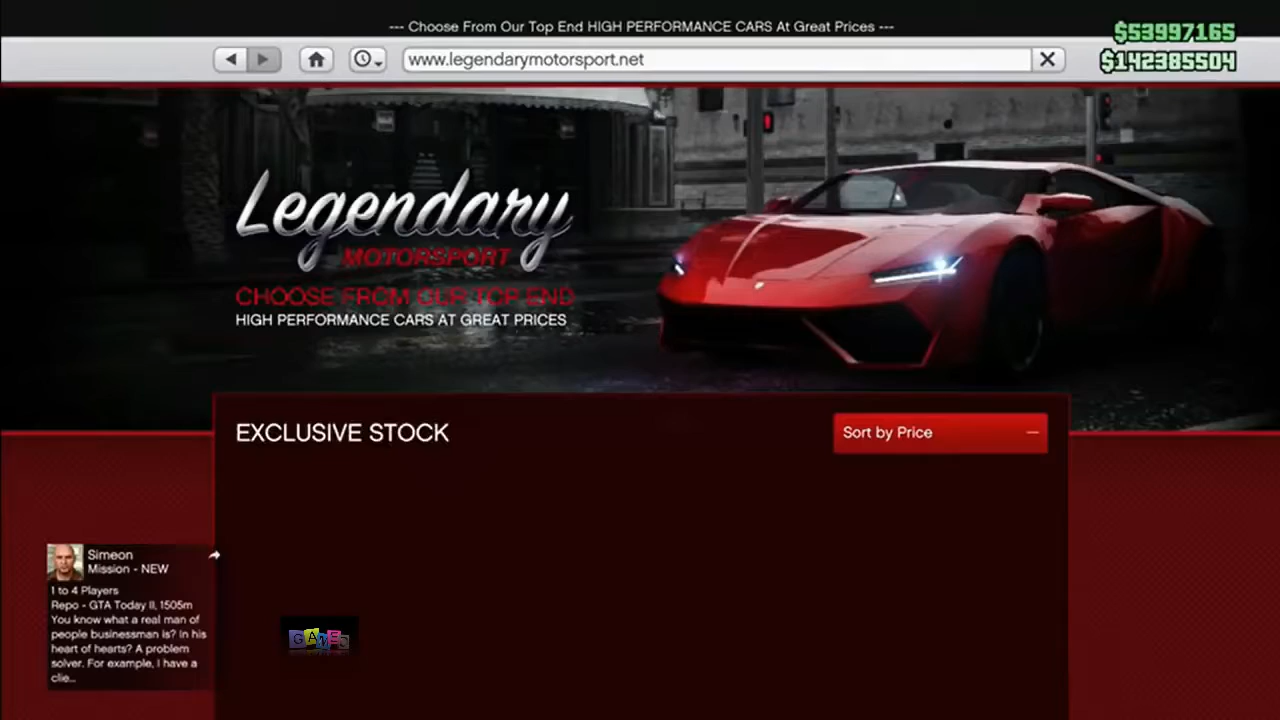 --- Choose From Our Top End HIGH PERFORMANCE CARS At Great Prices ---
$53997165
www.legendarymotorsport.net
$142385504
Legendary
MOTORSPORT
CHOOSE FROM OUR TOP END
HIGH PERFORMANCE CARS AT GREAT PRICES
EXCLUSIVE STOCK
Sort by Price
Simeon
Mission - NEW
1 to 4 Players
Repo - GTA Today II, 1505m
You know what a real man of
people businessman is? In his
heart of hearts? A problem
solver. For example, I have a
clie...
GAMES